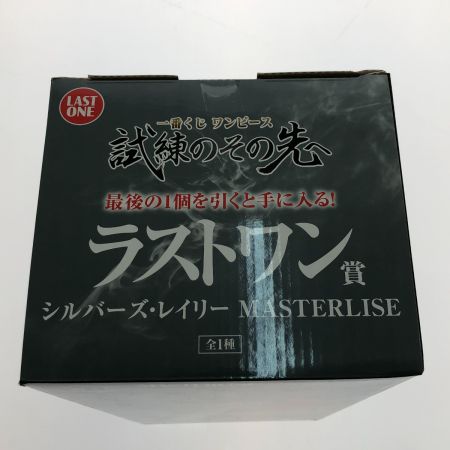 LAST
ONE
一番くじ ワンピース
試練のその先へ
最後の1個を引くと手に入る!
ラストワン賞
シルバーズ・レイリー MASTERLISE
全1種